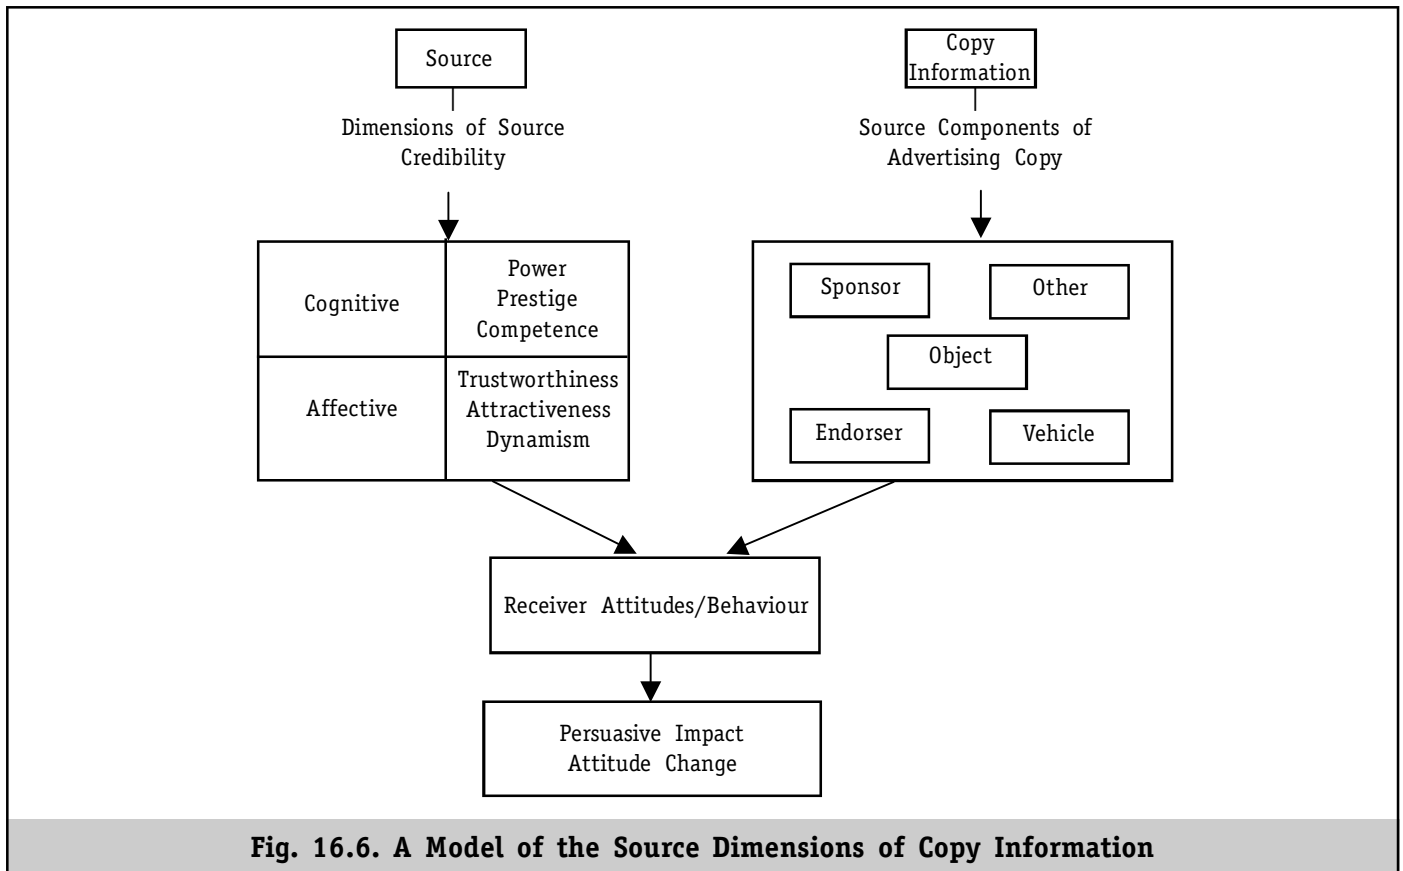 Source
Copy
Information
Dimensions of Source
Credibility
Source Components of
Advertising Copy
Cognitive
Power
Prestige
Competence
Affective
Trustworthiness
Attractiveness
Dynamism
Sponsor
Other
Object
Endorser
Vehicle
Receiver Attitudes/Behaviour
Persuasive Impact
Attitude Change
Fig. 16.6. A Model of the Source Dimensions of Copy Information